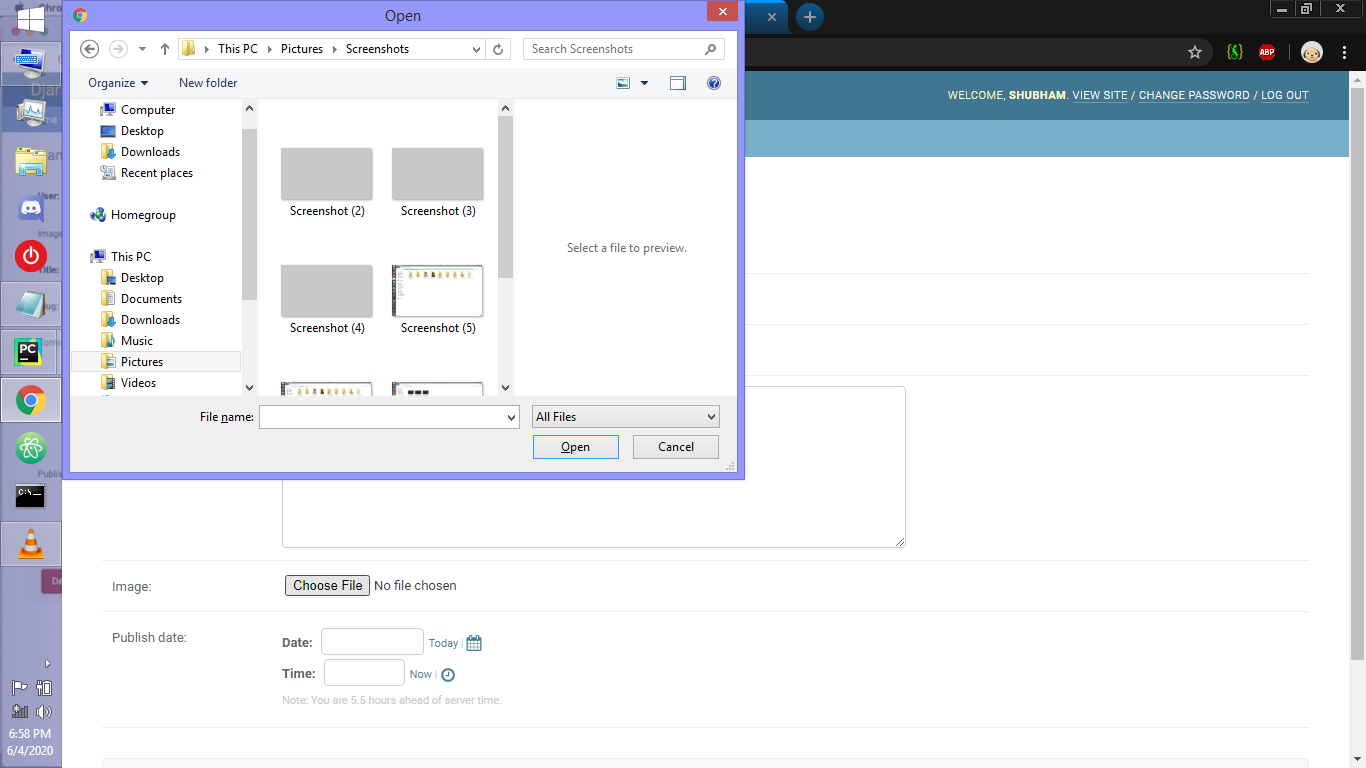 Open
This PC
Pictures
Screenshots
Search Screenshots
Organize
New folder
Computer
Desktop
Downloads
Recent places
Homegroup
This PC
Desktop
Documents
Downloads
Music
Pictures
Videos
Screenshot (2)
Screenshot (3)
Screenshot (4)
Screenshot (5)
Select a file to preview.
File name:
All Files
Open
Cancel
ABP
WELCOME, SHUBHAM. VIEW SITE / CHANGE PASSWORD / LOG OUT
User:
Title:
PC
C:\
Image:
Choose File No file chosen
Publish date:
Date:
Today
Time:
Now
Note: You are 5.5 hours ahead of server time.
6:58 PM
6/4/2020